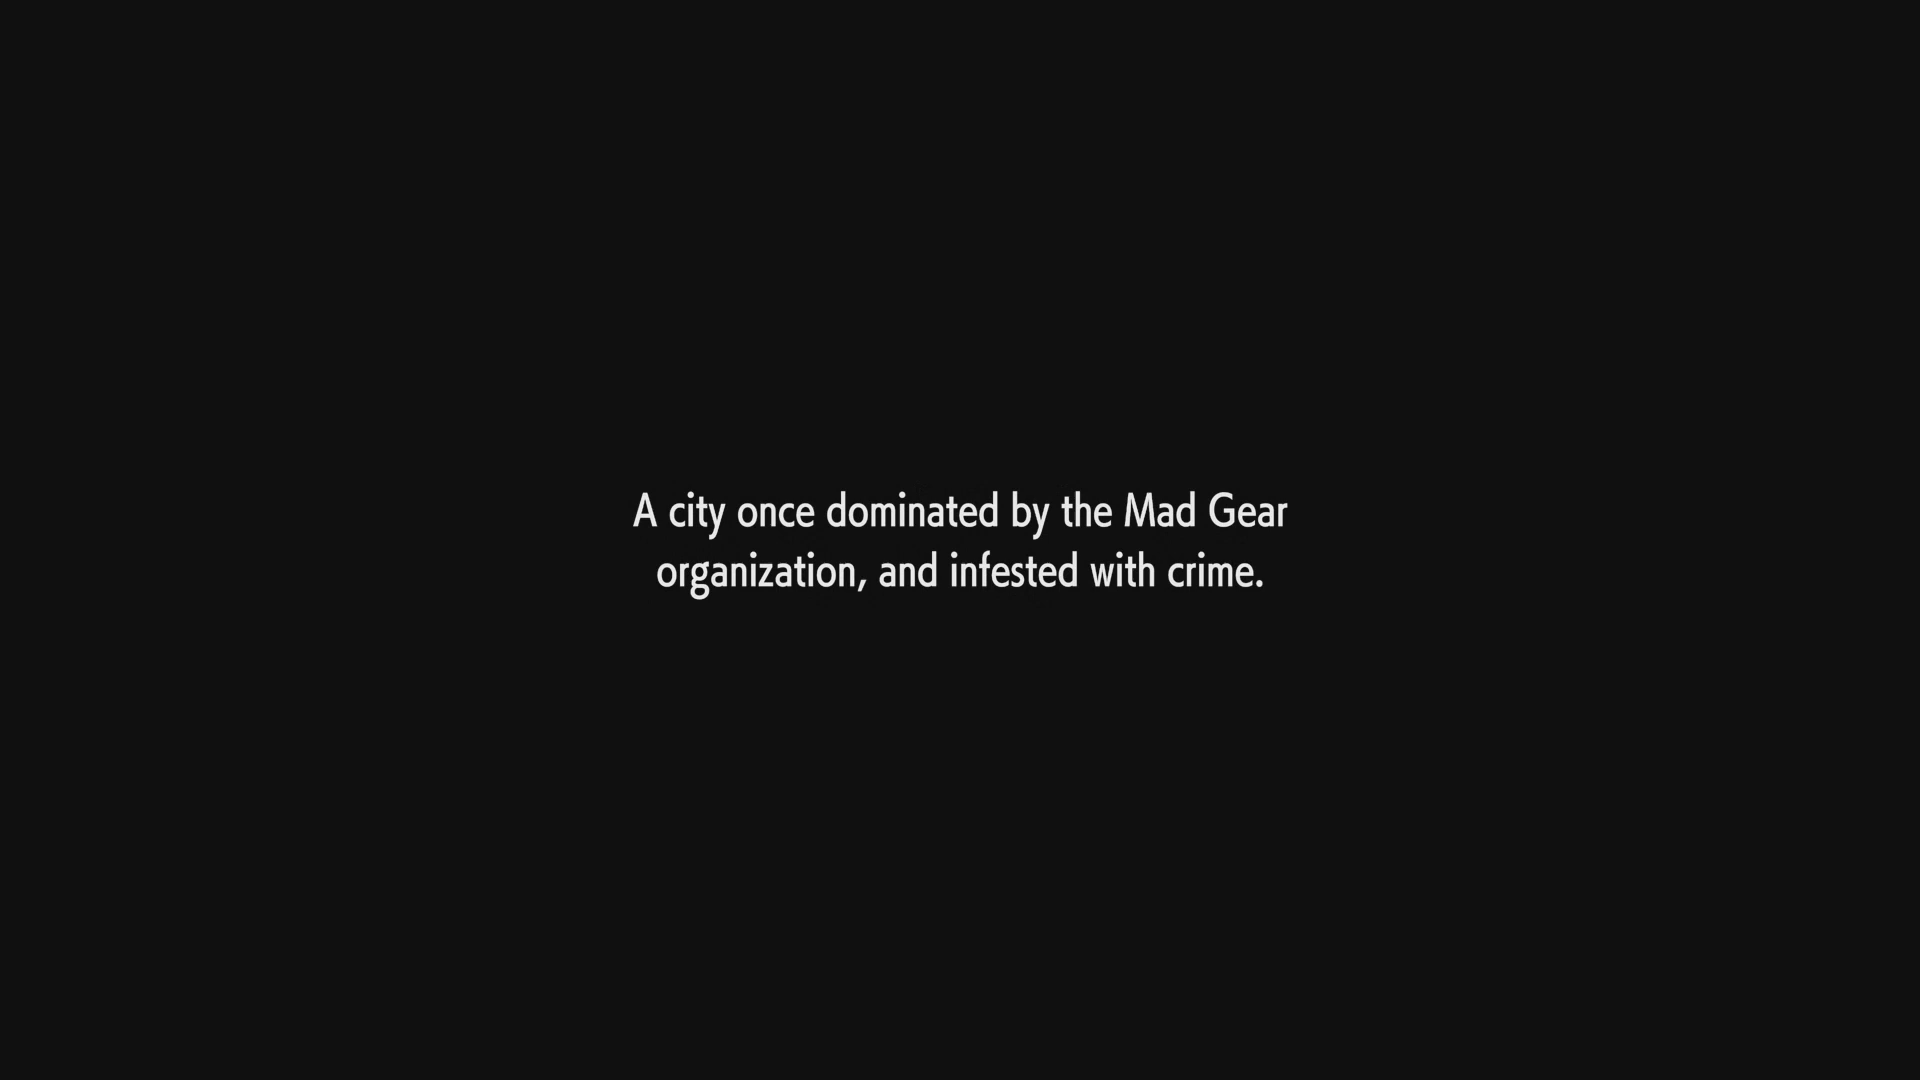 A city once dominated by the Mad Gear
organization, and infested with crime.